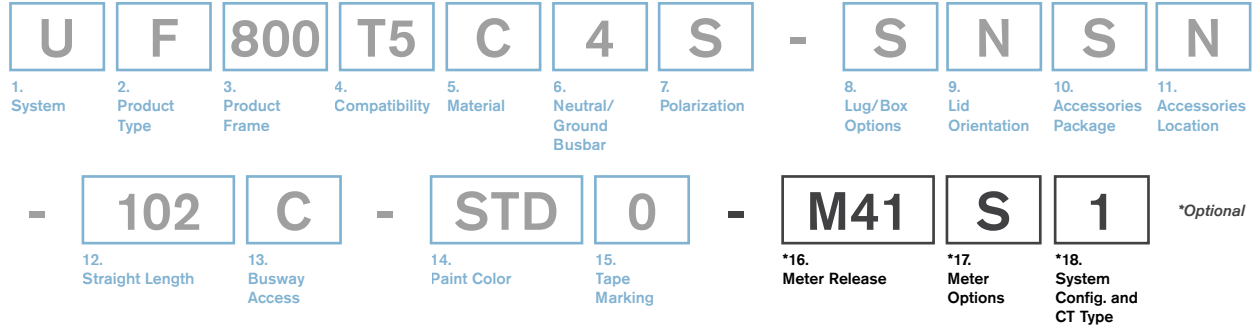 U F 800 T5 C 4 S - S N S N
1. 2. 3. 4. 5. 6. 7. 8. 9. 10. 11.
System Product Product Compatibility Material Neutral/ Polarization Lug/Box Lid Accessories Accessories
Type Frame Ground Options Orientation Package Location
Busbar
- 102 C - STD 0 - M41 S 1 *Optional
12. 13. 14. 15. *16. *17. *18.
Straight Length Busway Paint Color Tape Meter Release Meter System
Access Marking Options Config. and
CT Type